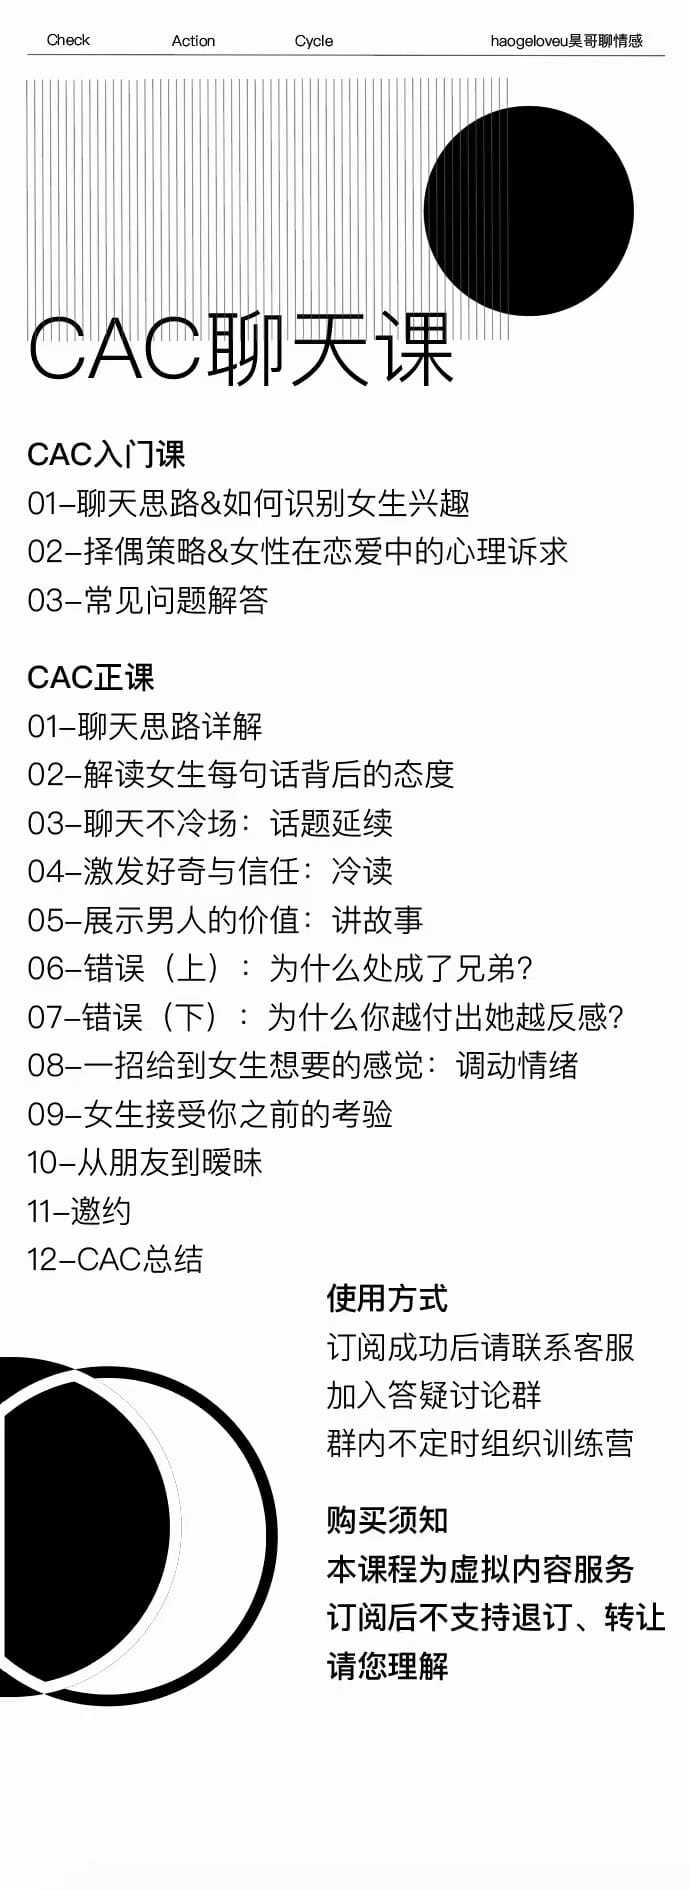 Check Action Cycle haogeloveu昊哥聊情感
CAC聊天课
CAC入门课
01-聊天思路&如何识别女生兴趣
02-择偶策略&女性在恋爱中的心理诉求
03-常见问题解答
CAC正课
01-聊天思路详解
02-解读女生每句话背后的态度
03-聊天不冷场：话题延续
04-激发好奇与信任：冷读
05-展示男人的价值：讲故事
06-错误（上）：为什么处成了兄弟?
07-错误（下）：为什么你越付出她越反感?
08-一招给到女生想要的感觉：调动情绪
09-女生接受你之前的考验
10-从朋友到暧昧
11-邀约
12-CAC总结
使用方式
订阅成功后请联系客服
加入答疑讨论群
群内不定时组织训练营
购买须知
本课程为虚拟内容服务
订阅后不支持退订、转让
请您理解